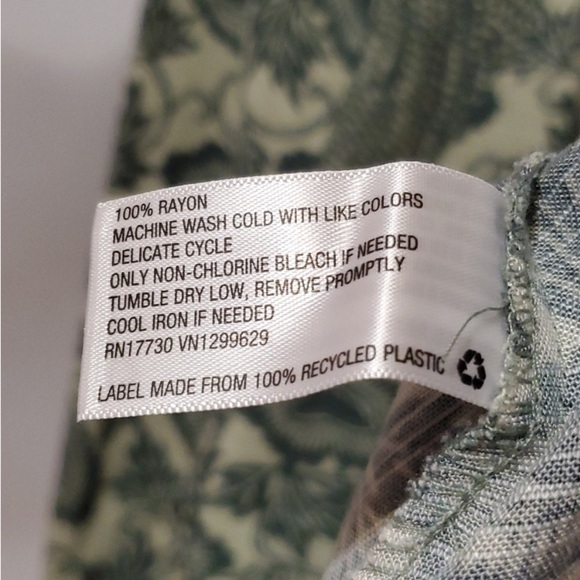 100% RAYON
MACHINE WASH COLD WITH LIKE COLORS
DELICATE CYCLE
ONLY NON-CHLORINE BLEACH IF NEEDED
TUMBLE DRY LOW, REMOVE PROMPTLY
COOL IRON IF NEEDED
RN17730 VN1299629
LABEL MADE FROM 100% RECYCLED PLASTIC